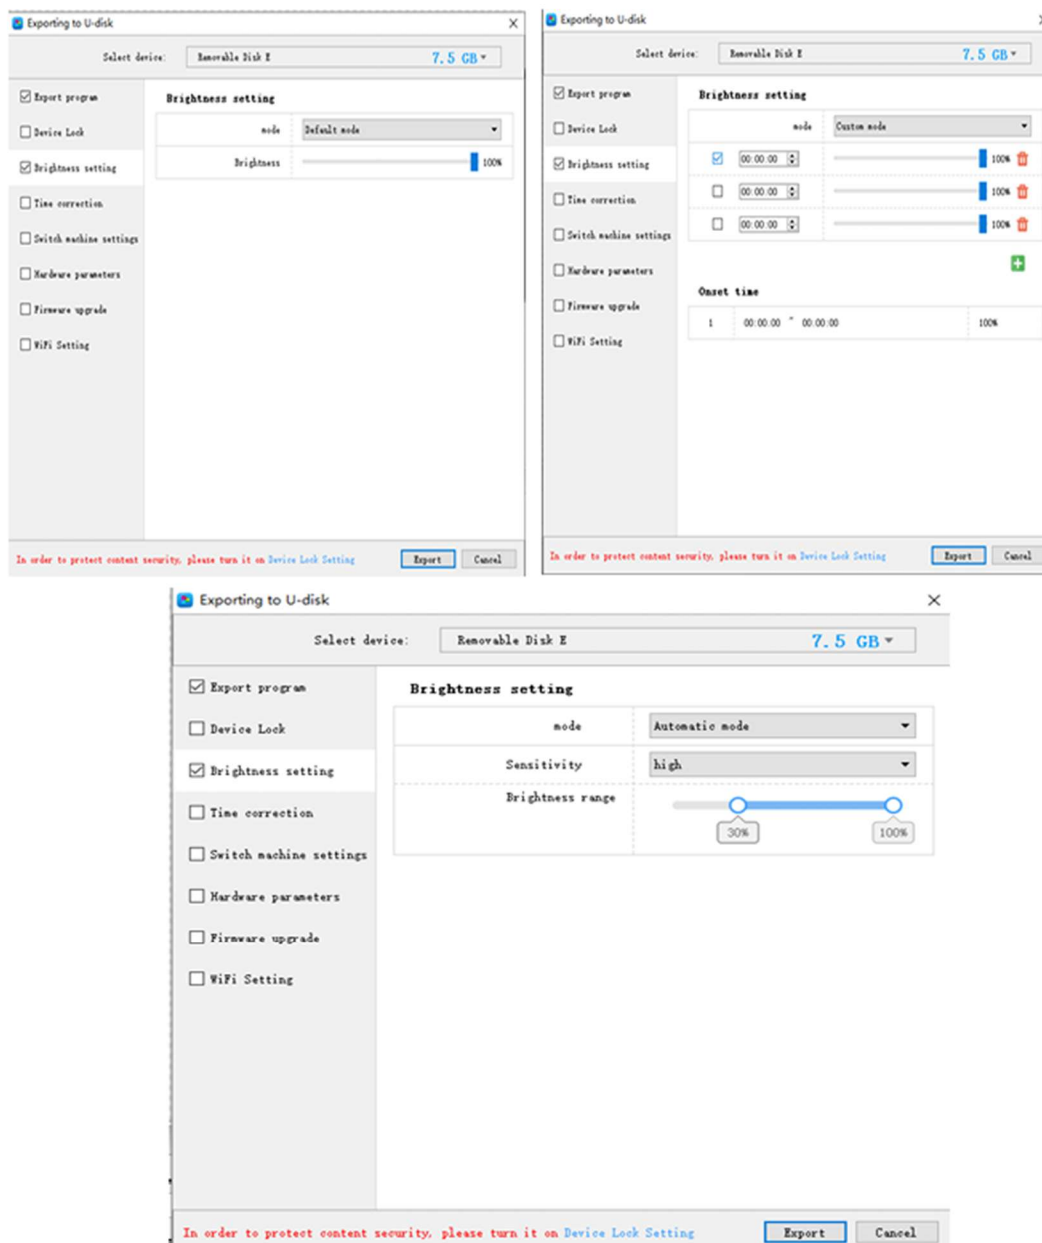 Exporting to U-disk
Select device: Removable Disk E 7.5 GB
Export program
Device Lock
Brightness setting
Time correction
Switch machine settings
Hardware parameters
Firmware upgrade
WiFi Setting
Brightness setting
mode Default mode
Brightness 100%
In order to protect content security, please turn it on Device Lock Setting
Export Cancel
Exporting to U-disk
Select device: Removable Disk E 7.5 GB
Export program
Device Lock
Brightness setting
Time correction
Switch machine settings
Hardware parameters
Firmware upgrade
WiFi Setting
Brightness setting
mode Custom mode
00:00:00 100%
00:00:00 100%
00:00:00 100%
Onset time
1 00:00:00 ~ 00:00:00 100%
In order to protect content security, please turn it on Device Lock Setting
Export Cancel
Exporting to U-disk
Select device: Removable Disk E 7.5 GB
Export program
Device Lock
Brightness setting
Time correction
Switch machine settings
Hardware parameters
Firmware upgrade
WiFi Setting
Brightness setting
mode Automatic mode
Sensitivity high
Brightness range
30% 100%
In order to protect content security, please turn it on Device Lock Setting
Export Cancel